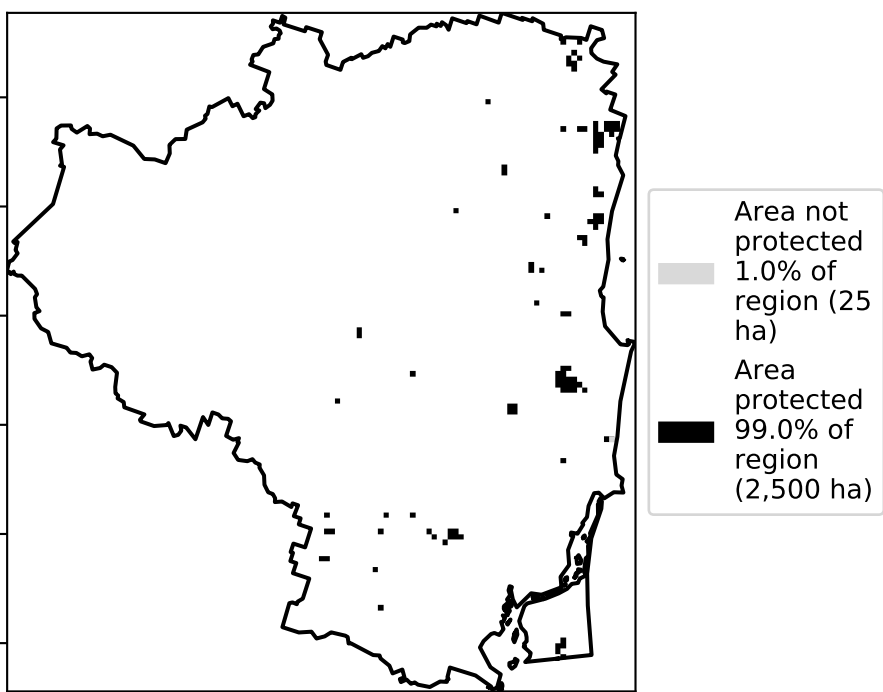 Area not
protected
1.0% of
region (25
ha)
Area
protected
99.0% of
region
(2,500 ha)